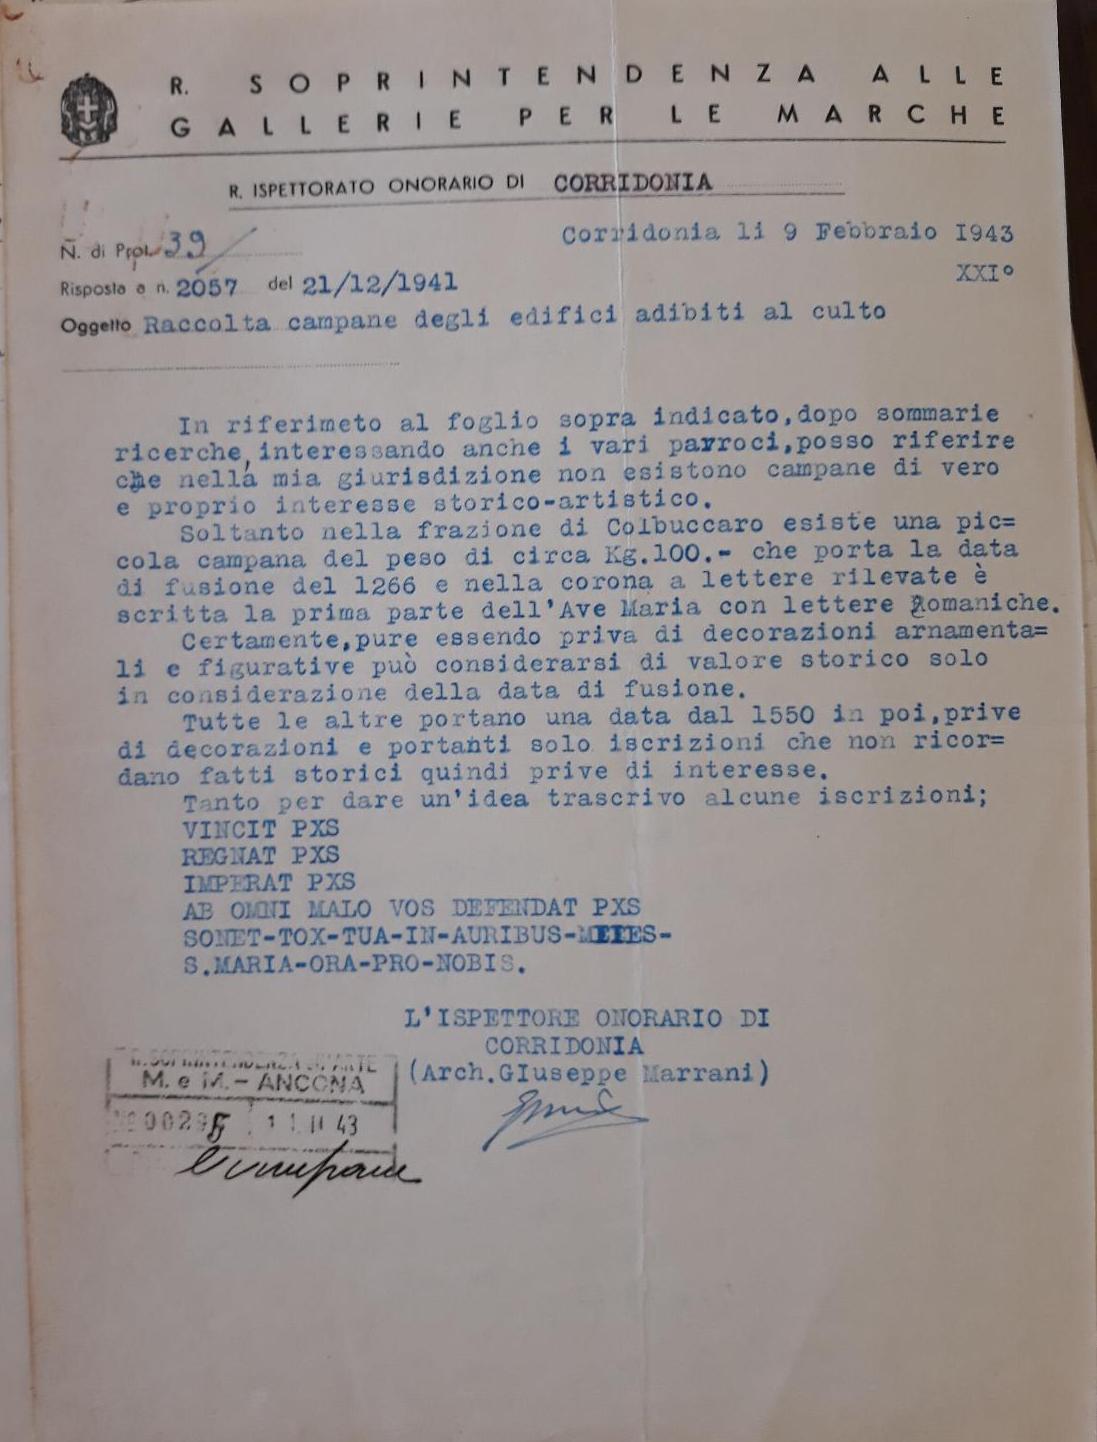 R. SOPRINTENDENZA ALLE
GALLERIE PER LE MARCHE
R. ISPETTORATO ONORARIO DI CORRIDONIA
N. di Prot. 39
Corridonia li 9 Febbraio I943
XXI°
Risposta a n. 2057 del 21/12/1941
Oggetto Raccolta campane degli edifici adibiti al culto
In riferimeto al foglio sopra indicato,dopo sommarie
ricerche,interessando anche i vari parroci,posso riferire
che nella mia giurisdizione non esistono campane di vero
e proprio interesse storico-artistico.
Soltanto nella frazione di Colbuccaro esiste una pic=
cola campana del peso di circa Kg.100.- che porta la data
di fusione del 1266 e nella corona a lettere rilevate è
scritta la prima parte dell'Ave Maria con lettere Romaniche.
Certamente,pure essendo priva di decorazioni arnamenta=
li e figurative può considerarsi di valore storico solo
in considerazione della data di fusione.
Tutte le altre portano una data dal 1550 in poi,prive
di decorazioni e portanti solo iscrizioni che non ricor=
dano fatti storici quindi prive di interesse.
Tanto per dare un'idea trascrivo alcune iscrizioni;
VINCIT PXS
REGNAT PXS
IMPERAT PXS
AB OMNI MALO VOS DEFENDAT PXS
SONET-TOX-TUA-IN-AURIBUS-
S.MARIA-ORA-PRO-NOBIS.
L'ISPETTORE ONORARIO DI
CORRIDONIA
(Arch.GIuseppe Marrani)
R. SOPRINTENDENZA
M. e M. - ANCONA
II 43
Campane